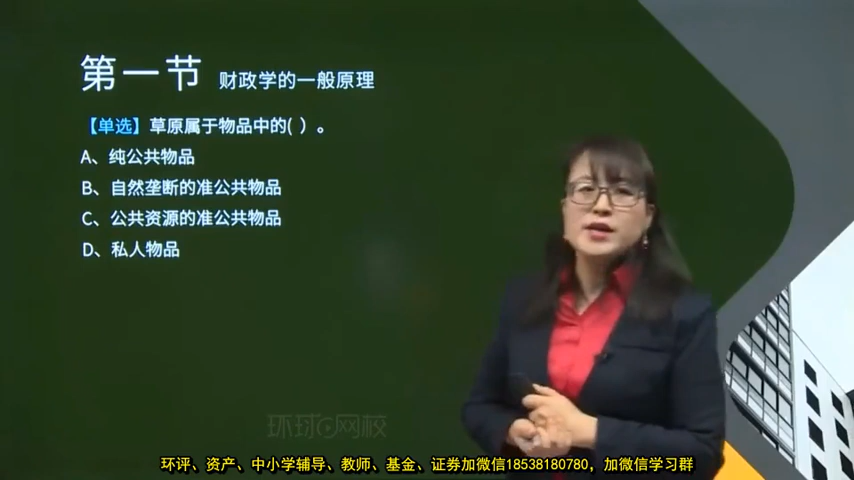 第一节 财政学的一般原理
【单选】草原属于物品中的( )。
A、纯公共物品
B、自然垄断的准公共物品
C、公共资源的准公共物品
D、私人物品
环球网校
环评、资产、中小学辅导、教师、基金、证券加微信18538180780，加微信学习群